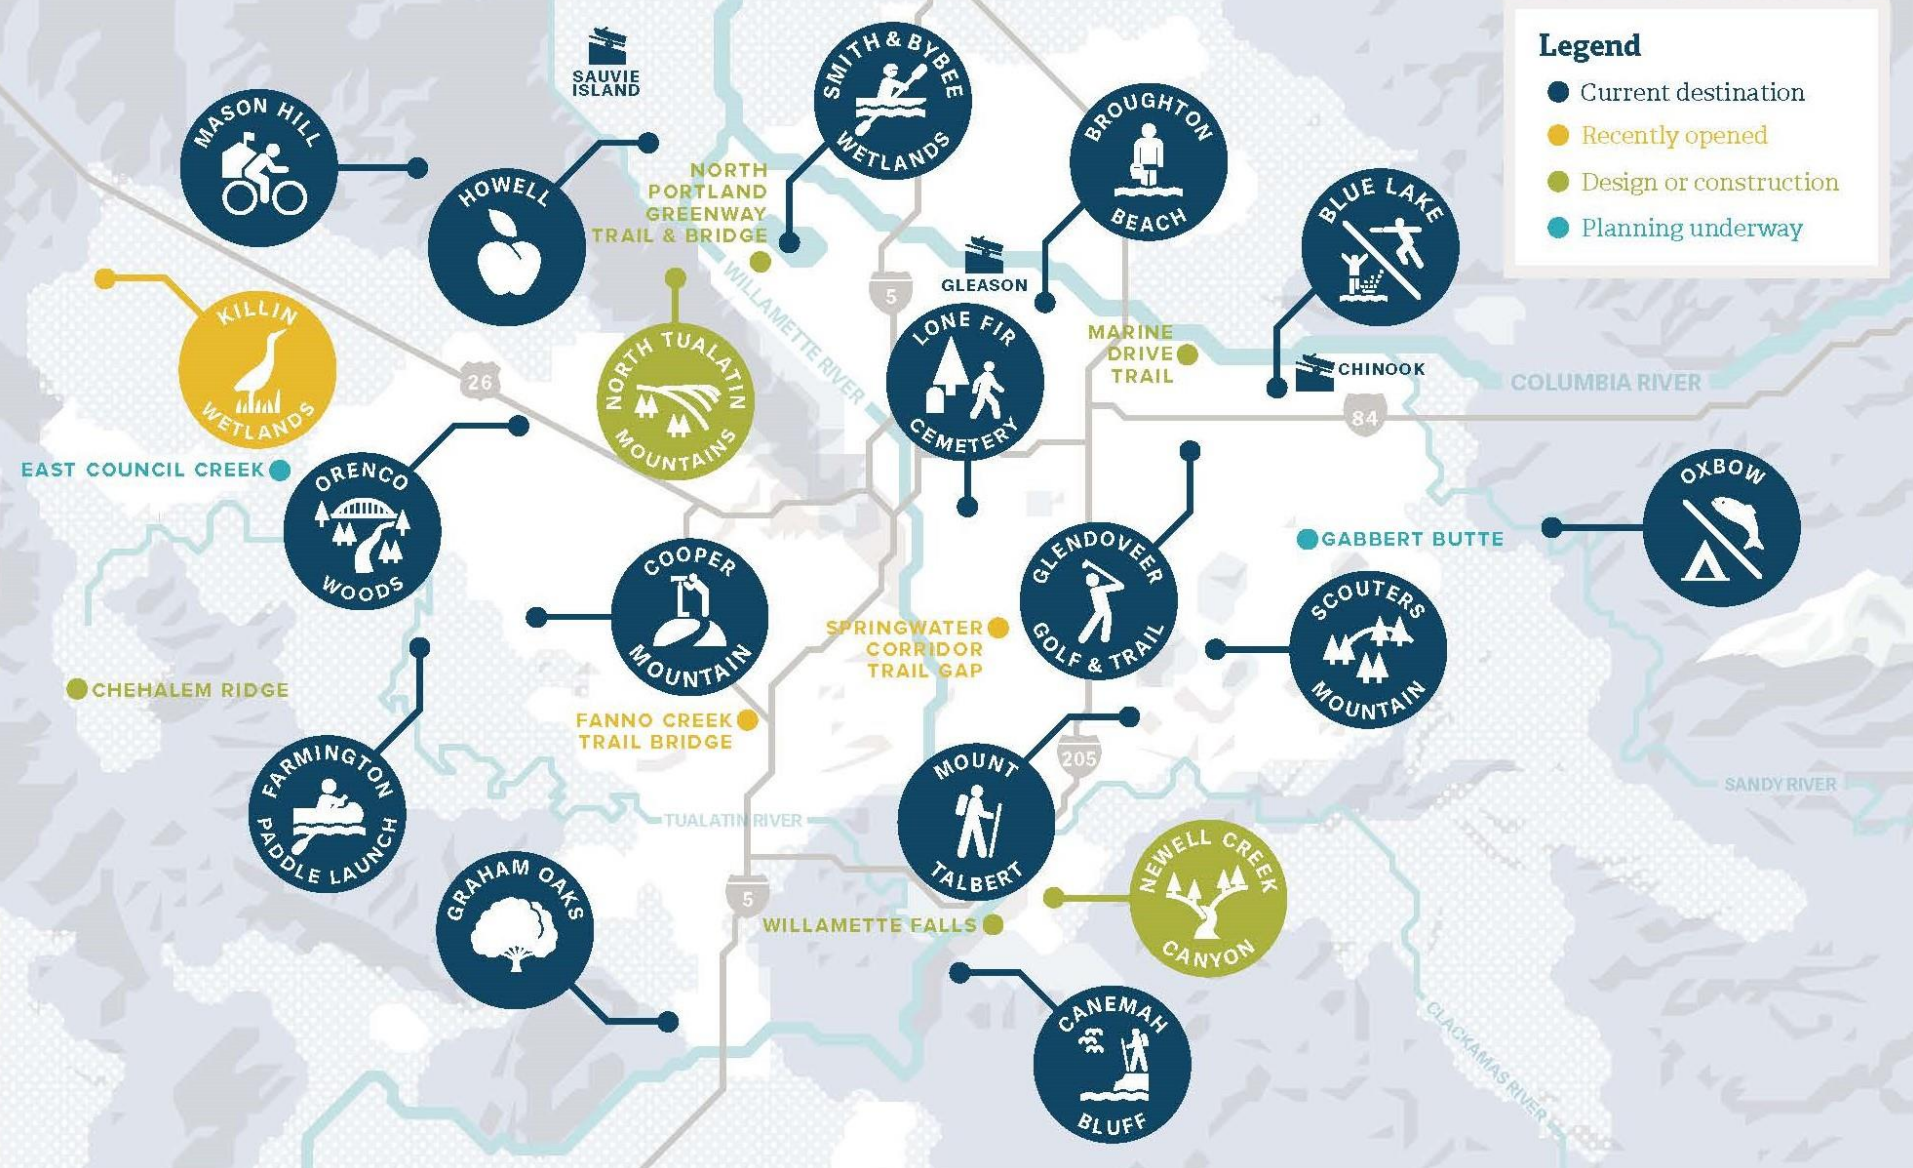 Legend
Current destination
Recently opened
Design or construction
Planning underway
SAUVIE
ISLAND
SMITH & BYBEE
WETLANDS
MASON HILL
HOWELL
NORTH
PORTLAND
GREENWAY
TRAIL & BRIDGE
BROUGHTON
BEACH
BLUE LAKE
GLEASON
KILLIN
WETLANDS
WILLAMETTE RIVER
5
NORTH TUALATIN
MOUNTAINS
LONE FIR
CEMETERY
MARINE
DRIVE
TRAIL
CHINOOK
COLUMBIA RIVER
26
84
EAST COUNCIL CREEK
ORENCO
WOODS
OXBOW
GABBERT BUTTE
COOPER
MOUNTAIN
GLENDOVEER
GOLF & TRAIL
SCOUTERS
MOUNTAIN
SPRINGWATER
CORRIDOR
TRAIL GAP
CHEHALEM RIDGE
FANNO CREEK
TRAIL BRIDGE
FARMINGTON
PADDLE LAUNCH
MOUNT
TALBERT
205
SANDY RIVER
TUALATIN RIVER
NEWELL CREEK
CANYON
GRAHAM OAKS
5
WILLAMETTE FALLS
CANEMAH
BLUFF
CLACKAMAS RIVER